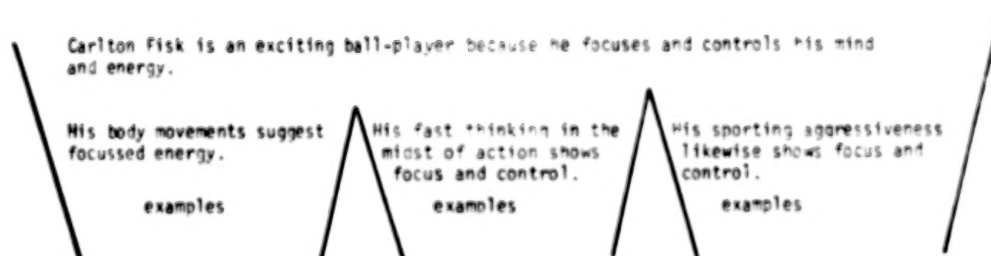 Carlton Fisk is an exciting ball-player because he focuses and controls his mind
and energy.
His body movements suggest
focussed energy.
examples
His fast thinking in the
midst of action shows
focus and control.
examples
His sporting aggressiveness
likewise shows focus and
control.
examples